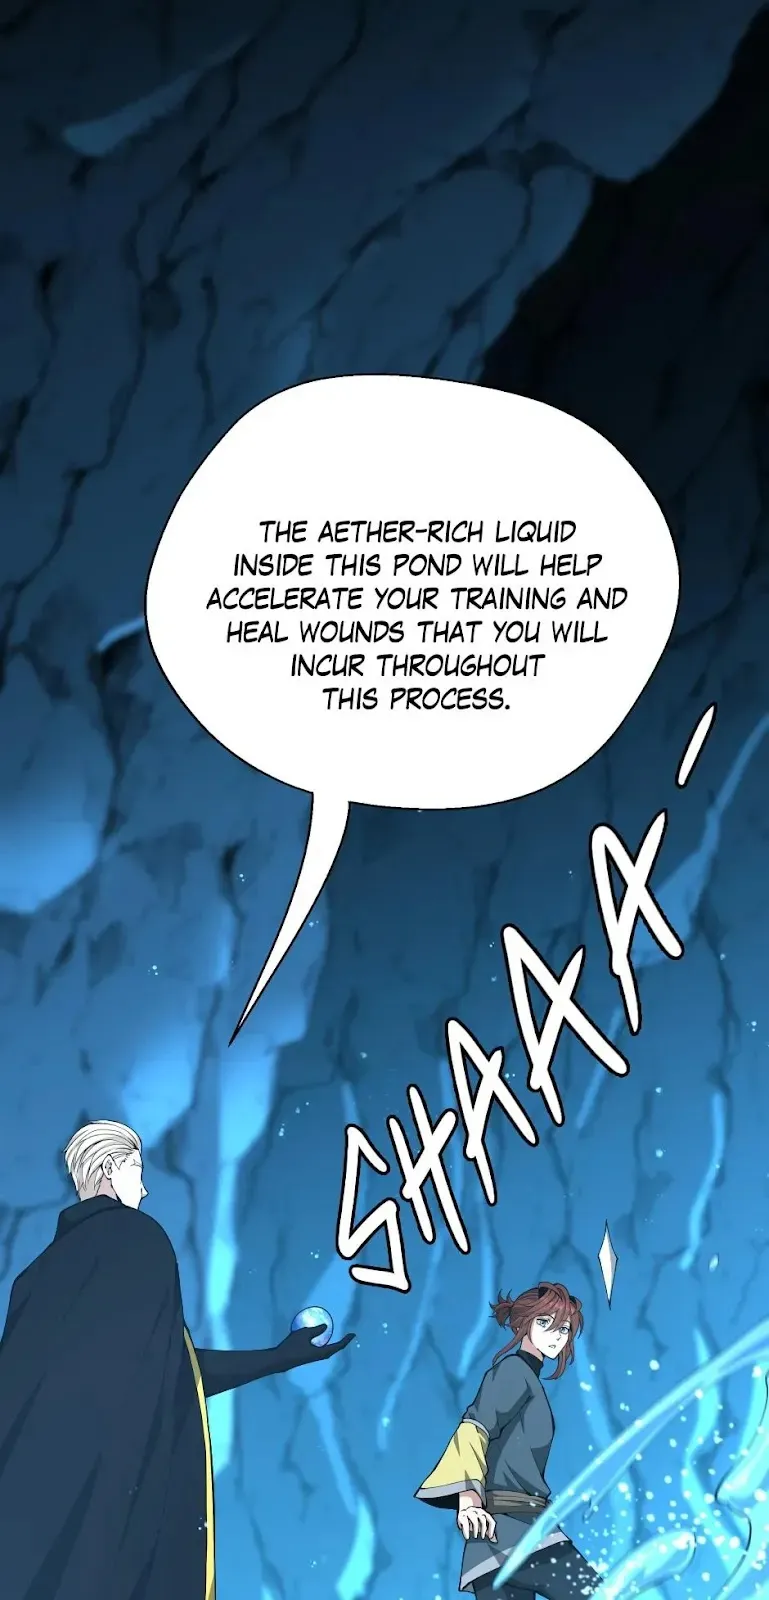 THE AETHER-RICH LIQUID
INSIDE THIS POND WILL HELP
ACCELERATE YOUR TRAINING AND
HEAL WOUNDS THAT YOU WILL
INCUR THROUGHOUT
THIS PROCESS.
SHAAA-